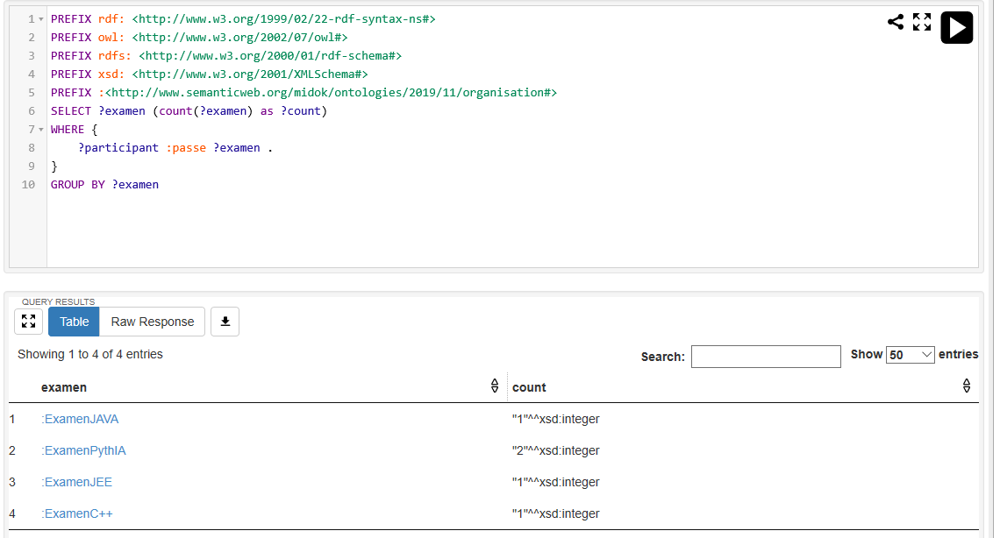 1 PREFIX rdf: <http://www.w3.org/1999/02/22-rdf-syntax-ns#>
2 PREFIX owl: <http://www.w3.org/2002/07/owl#>
3 PREFIX rdfs: <http://www.w3.org/2000/01/rdf-schema#>
4 PREFIX xsd: <http://www.w3.org/2001/XMLSchema#>
5 PREFIX :<http://www.semanticweb.org/midok/ontologies/2019/11/organisation#>
6 SELECT ?examen (count(?examen) as ?count)
7 WHERE {
8     ?participant :passe ?examen .
9 }
10 GROUP BY ?examen
QUERY RESULTS
Table Raw Response
Showing 1 to 4 of 4 entries Search: Show 50 entries
examen count
1 :ExamenJAVA "1"^^xsd:integer
2 :ExamenPythIA "2"^^xsd:integer
3 :ExamenJEE "1"^^xsd:integer
4 :ExamenC++ "1"^^xsd:integer